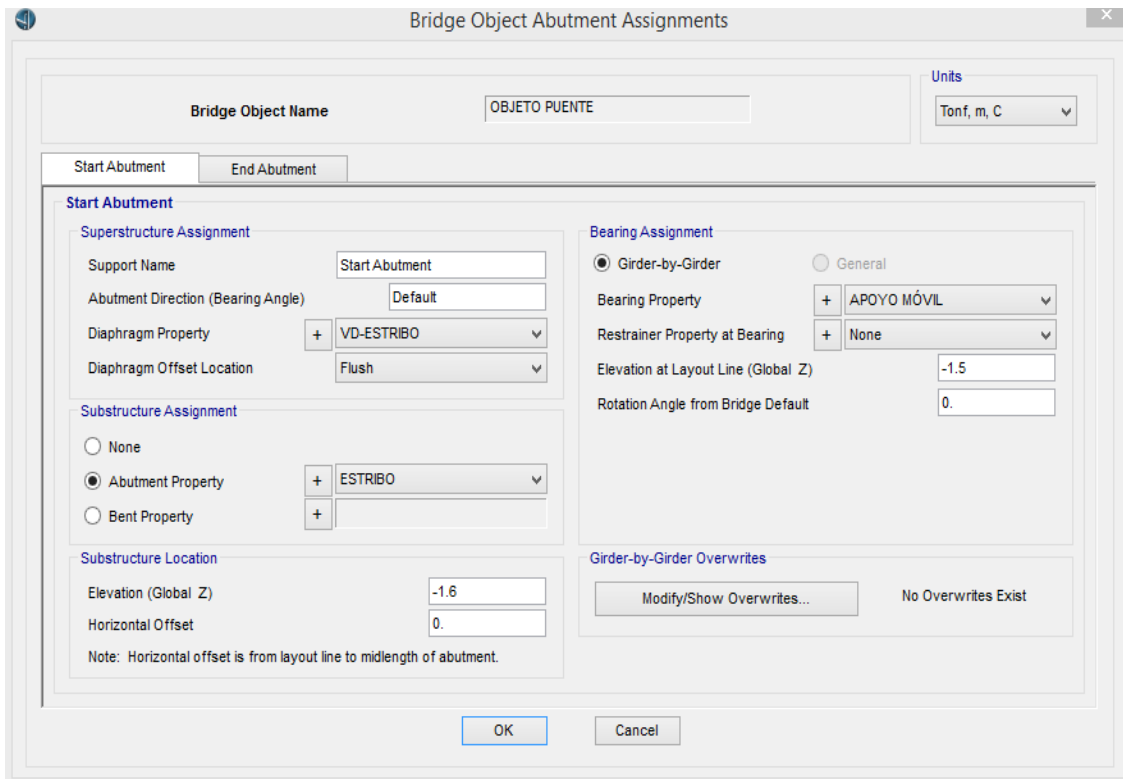 Bridge Object Abutment Assignments
Bridge Object Name
OBJETO PUENTE
Units
Tonf, m, C
Start Abutment
End Abutment
Start Abutment
Superstructure Assignment
Support Name
Start Abutment
Abutment Direction (Bearing Angle)
Default
Diaphragm Property
+
VD-ESTRIBO
Diaphragm Offset Location
Flush
Substructure Assignment
None
Abutment Property
+
ESTRIBO
Bent Property
+
Substructure Location
Elevation (Global Z)
-1.6
Horizontal Offset
0.
Note: Horizontal offset is from layout line to midlength of abutment.
Bearing Assignment
Girder-by-Girder
General
Bearing Property
+
APOYO MÓVIL
Restrainer Property at Bearing
+
None
Elevation at Layout Line (Global Z)
-1.5
Rotation Angle from Bridge Default
0.
Girder-by-Girder Overwrites
Modify/Show Overwrites...
No Overwrites Exist
OK
Cancel